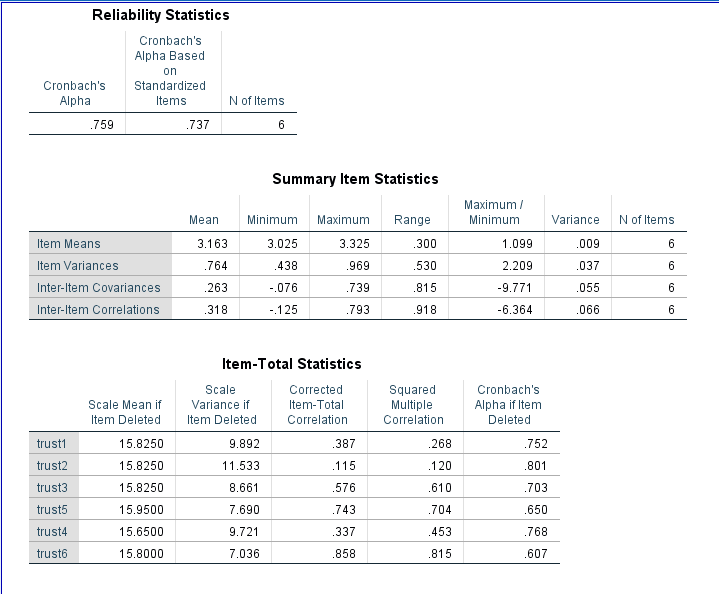 Reliability Statistics
Cronbach's Alpha | Cronbach's Alpha Based on Standardized Items | N of Items
.759 | .737 | 6
Summary Item Statistics
Mean | Minimum | Maximum | Range | Maximum / Minimum | Variance | N of Items
Item Means | 3.163 | 3.025 | 3.325 | .300 | 1.099 | .009 | 6
Item Variances | .764 | .438 | .969 | .530 | 2.209 | .037 | 6
Inter-Item Covariances | .263 | -.076 | .739 | .815 | -9.771 | .055 | 6
Inter-Item Correlations | .318 | -.125 | .793 | .918 | -6.364 | .066 | 6
Item-Total Statistics
Scale Mean if Item Deleted | Scale Variance if Item Deleted | Corrected Item-Total Correlation | Squared Multiple Correlation | Cronbach's Alpha if Item Deleted
trust1 | 15.8250 | 9.892 | .387 | .268 | .752
trust2 | 15.8250 | 11.533 | .115 | .120 | .801
trust3 | 15.8250 | 8.661 | .576 | .610 | .703
trust5 | 15.9500 | 7.690 | .743 | .704 | .650
trust4 | 15.6500 | 9.721 | .337 | .453 | .768
trust6 | 15.8000 | 7.036 | .858 | .815 | .607